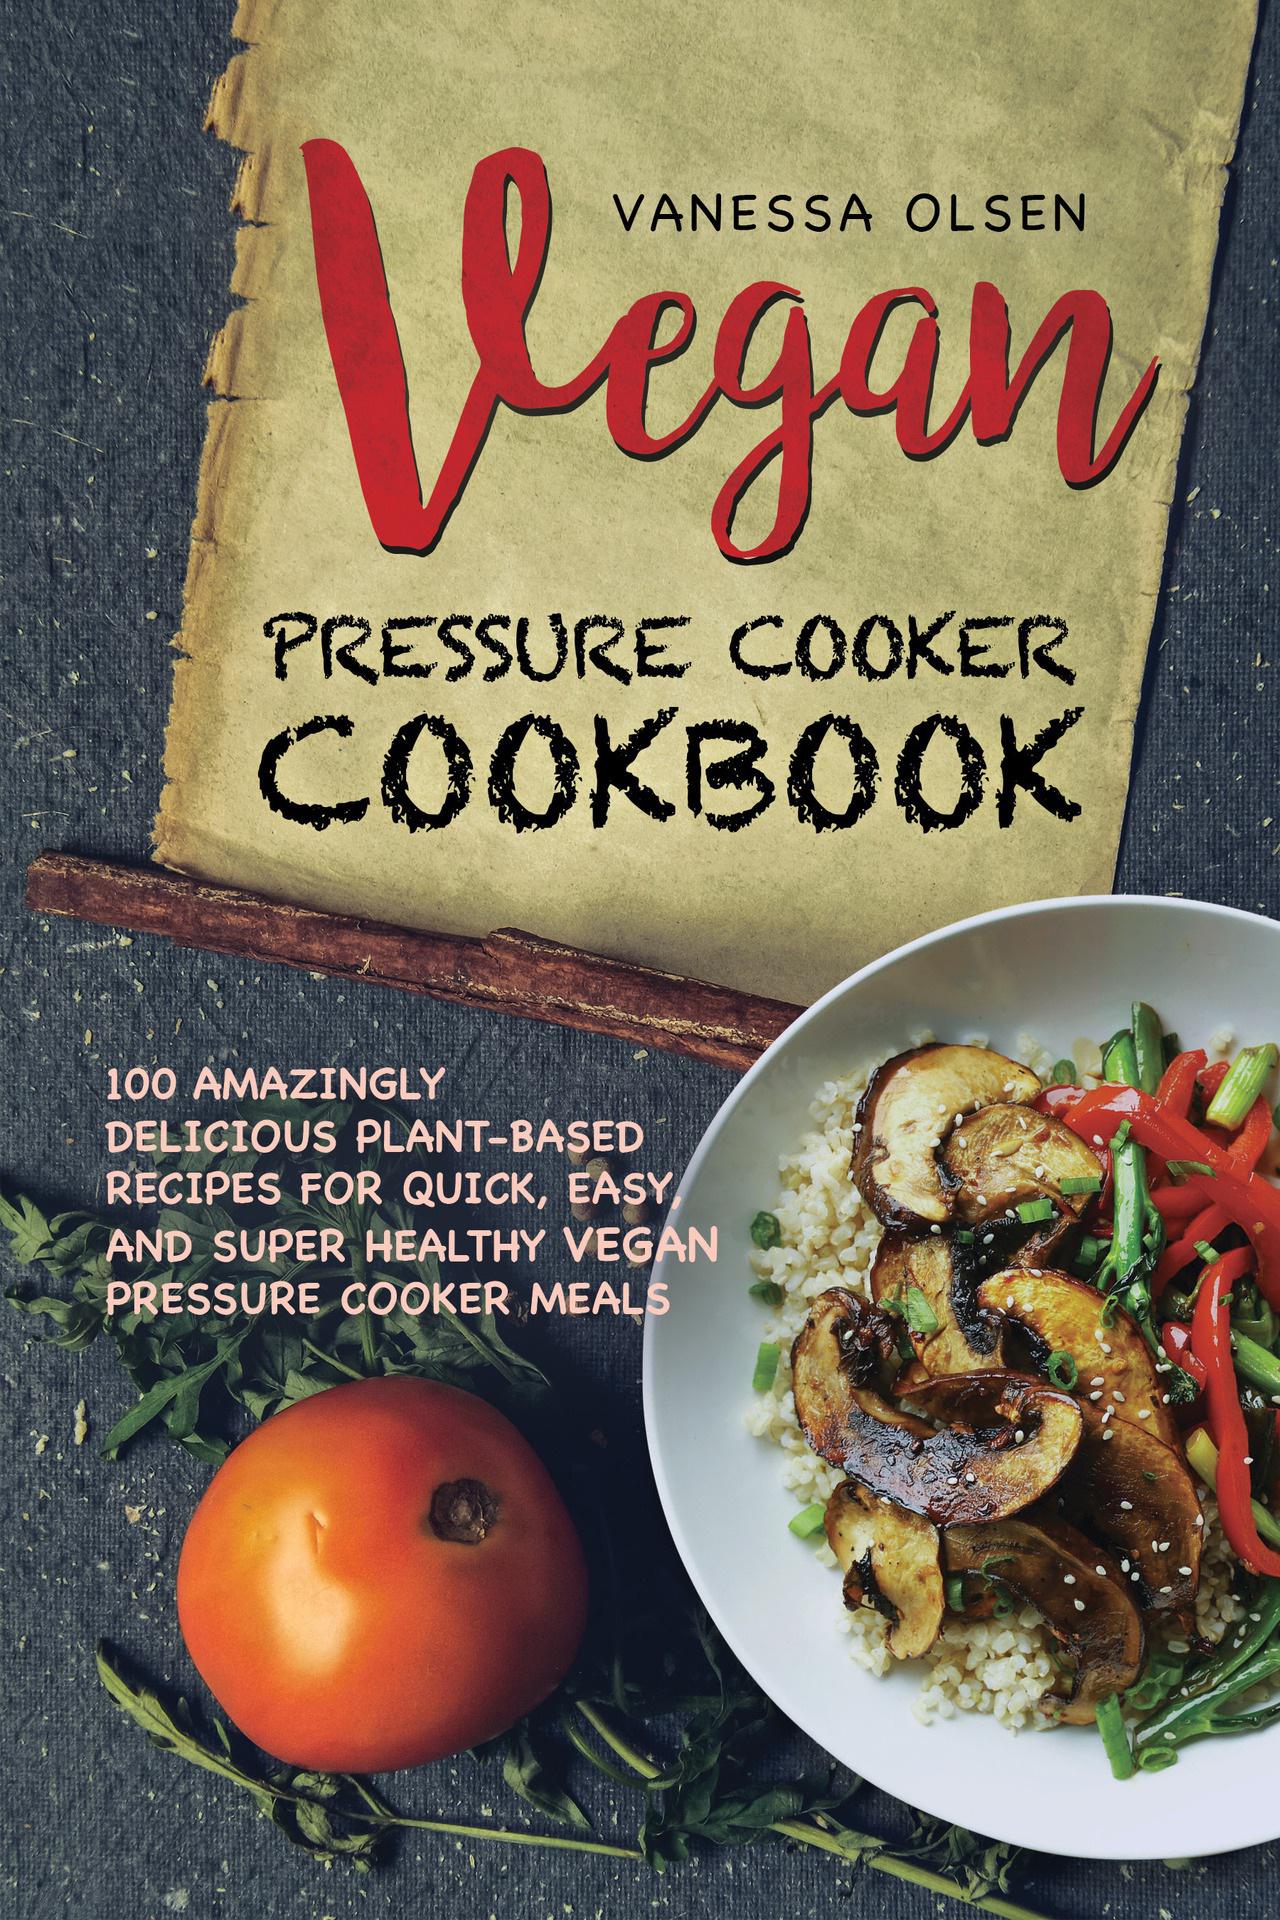 VANESSA OLSEN
Vegan
PRESSURE COOKER
COOKBOOK
100 AMAZINGLY
DELICIOUS PLANT-BASED
RECIPES FOR QUICK, EASY,
AND SUPER HEALTHY VEGAN
PRESSURE COOKER MEALS